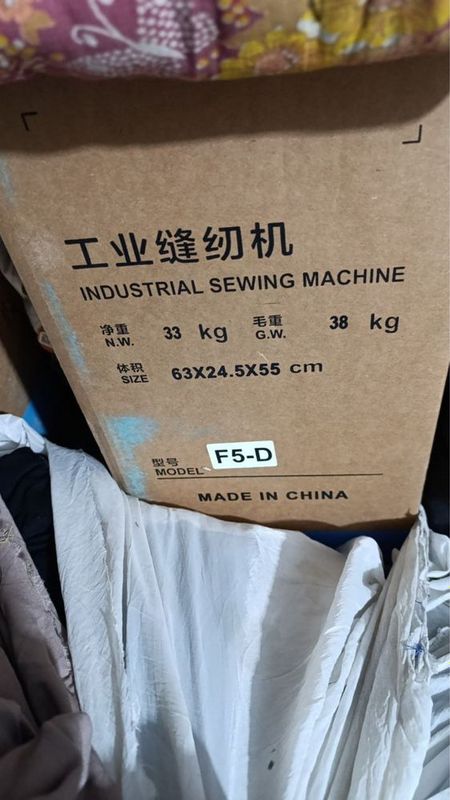 工业缝纫机
INDUSTRIAL SEWING MACHINE
净重 33 kg 毛重 38 kg
N.W. G.W.
体积 63X24.5X55 cm
SIZE
型号 F5-D
MODEL
MADE IN CHINA